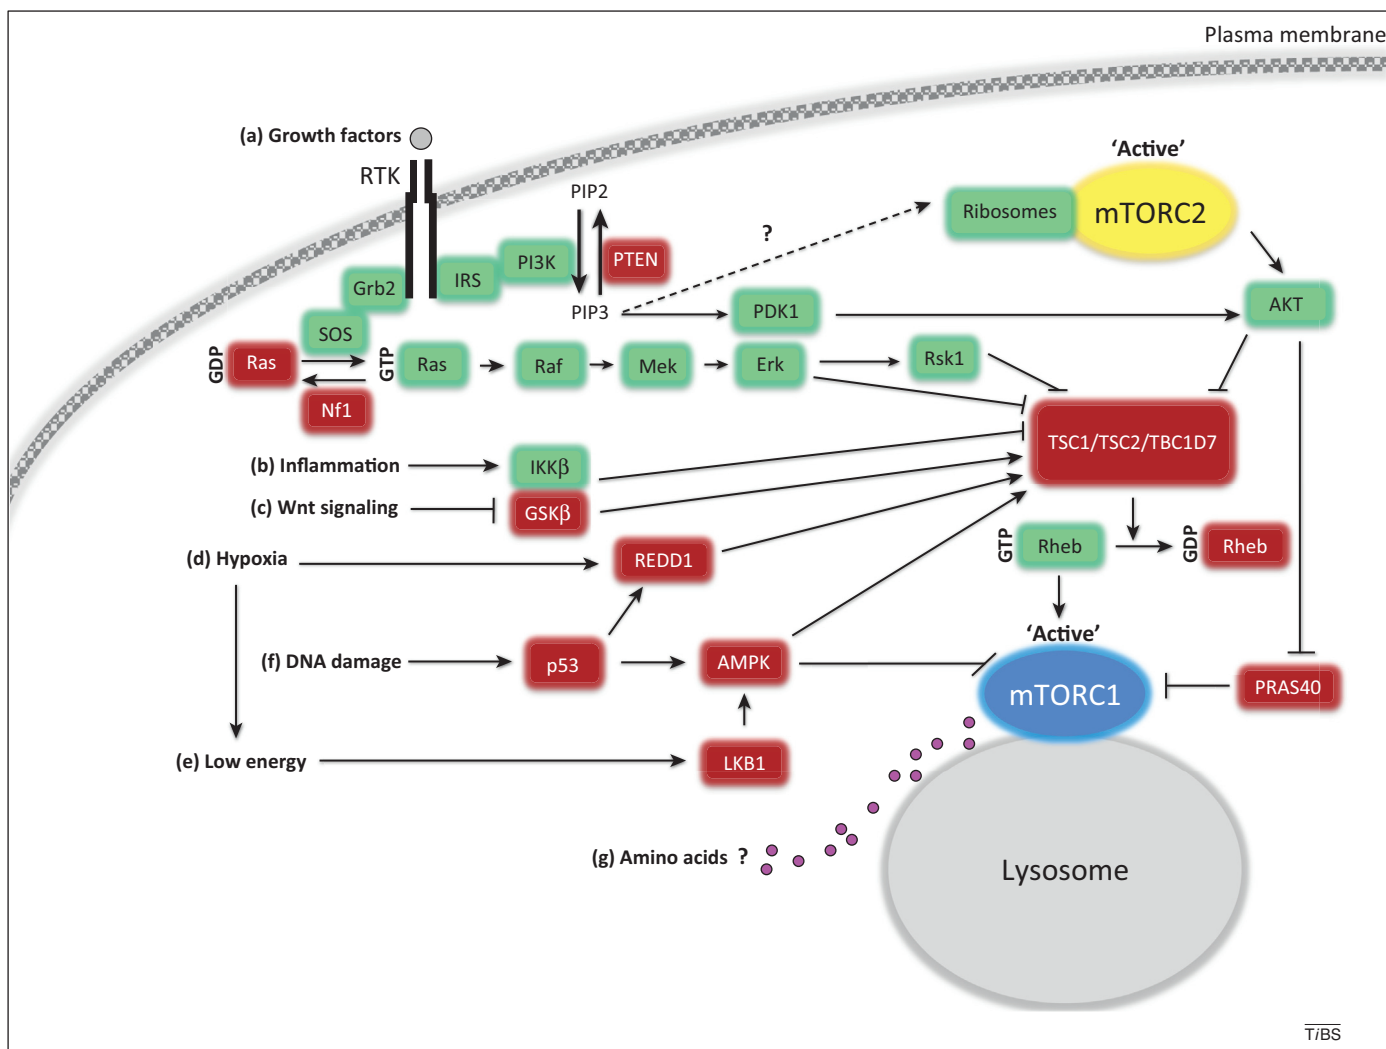 Plasma membrane
(a) Growth factors
'Active'
RTK
PIP2
?
Ribosomes
mTORC2
PI3K
PTEN
IRS
Grb2
PIP3
PDK1
AKT
SOS
GDP
Ras
GTP
Ras
Raf
Mek
Erk
Rsk1
Nf1
TSC1/TSC2/TBC1D7
(b) Inflammation
IKKβ
(c) Wnt signaling
GSKβ
(d) Hypoxia
REDD1
GTP
Rheb
GDP
Rheb
'Active'
(f) DNA damage
p53
AMPK
mTORC1
PRAS40
(e) Low energy
LKB1
(g) Amino acids ?
Lysosome
TiBS